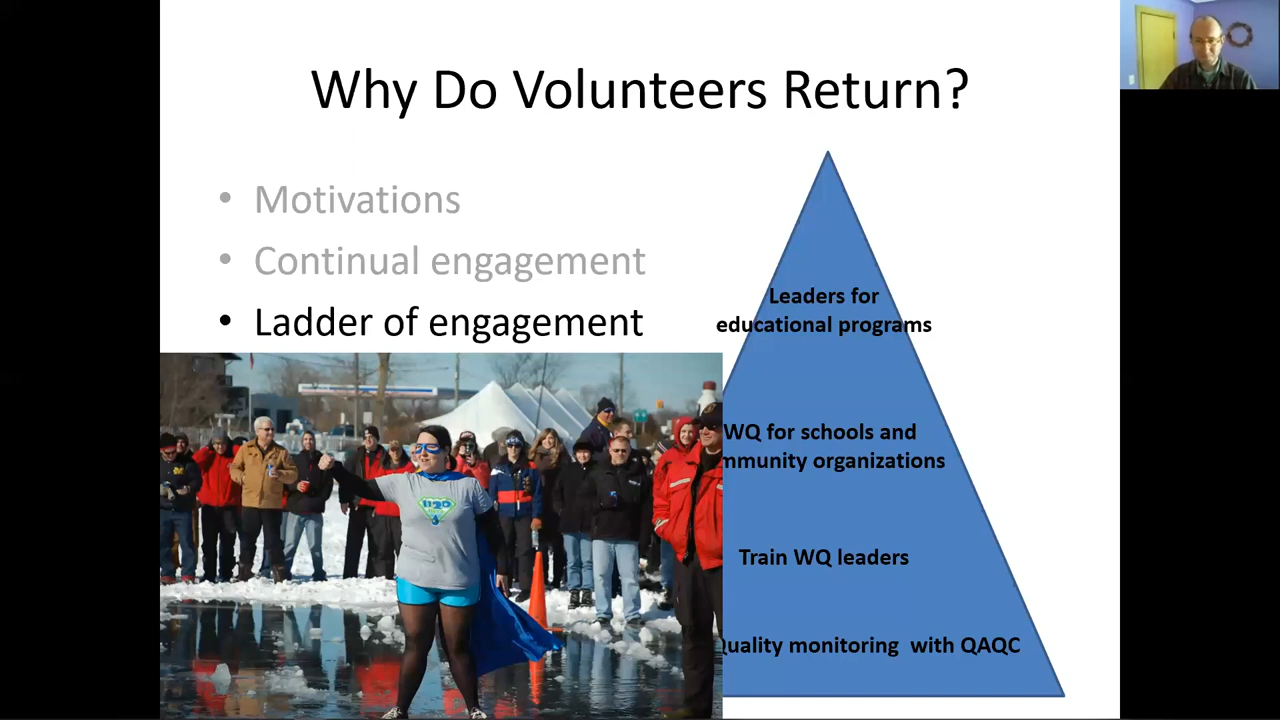 Why Do Volunteers Return?
• Motivations
• Continual engagement
• Ladder of engagement
Leaders for
educational programs
WQ for schools and
mmunity organizations
Train WQ leaders
uality monitoring with QAQC
H2O